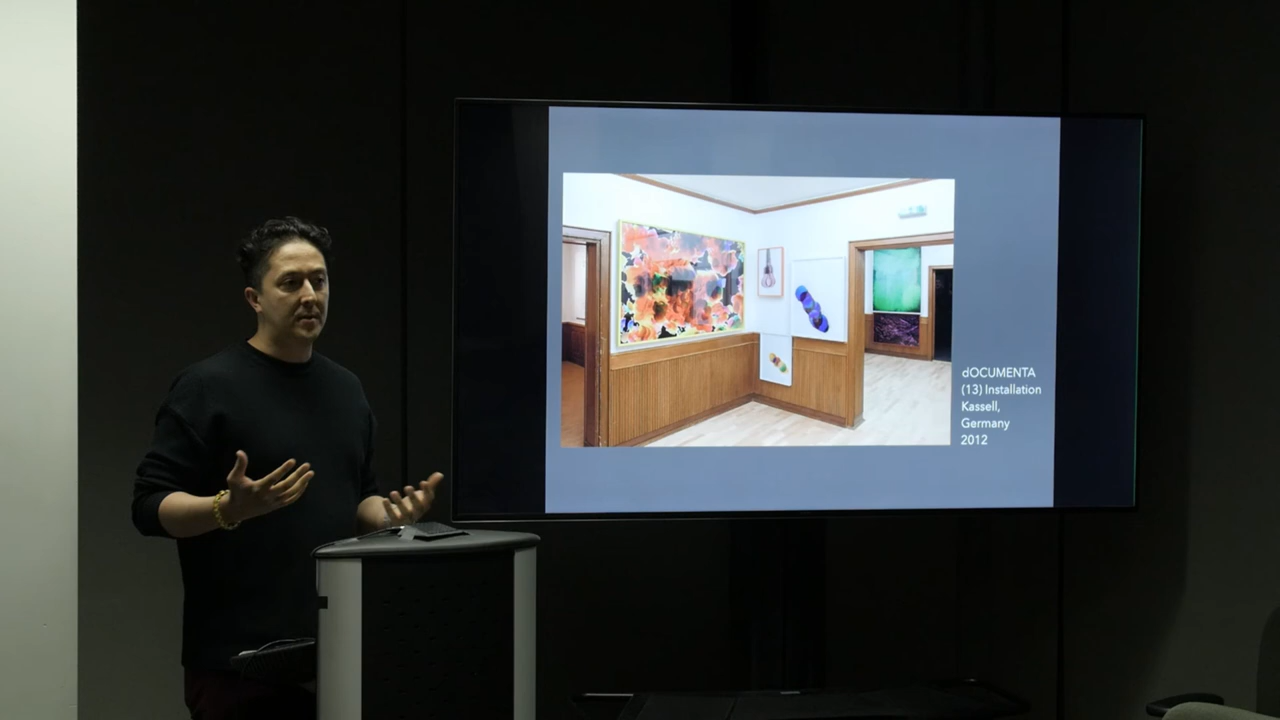 dOCUMENTA
(13) Installation
Kassell,
Germany
2012